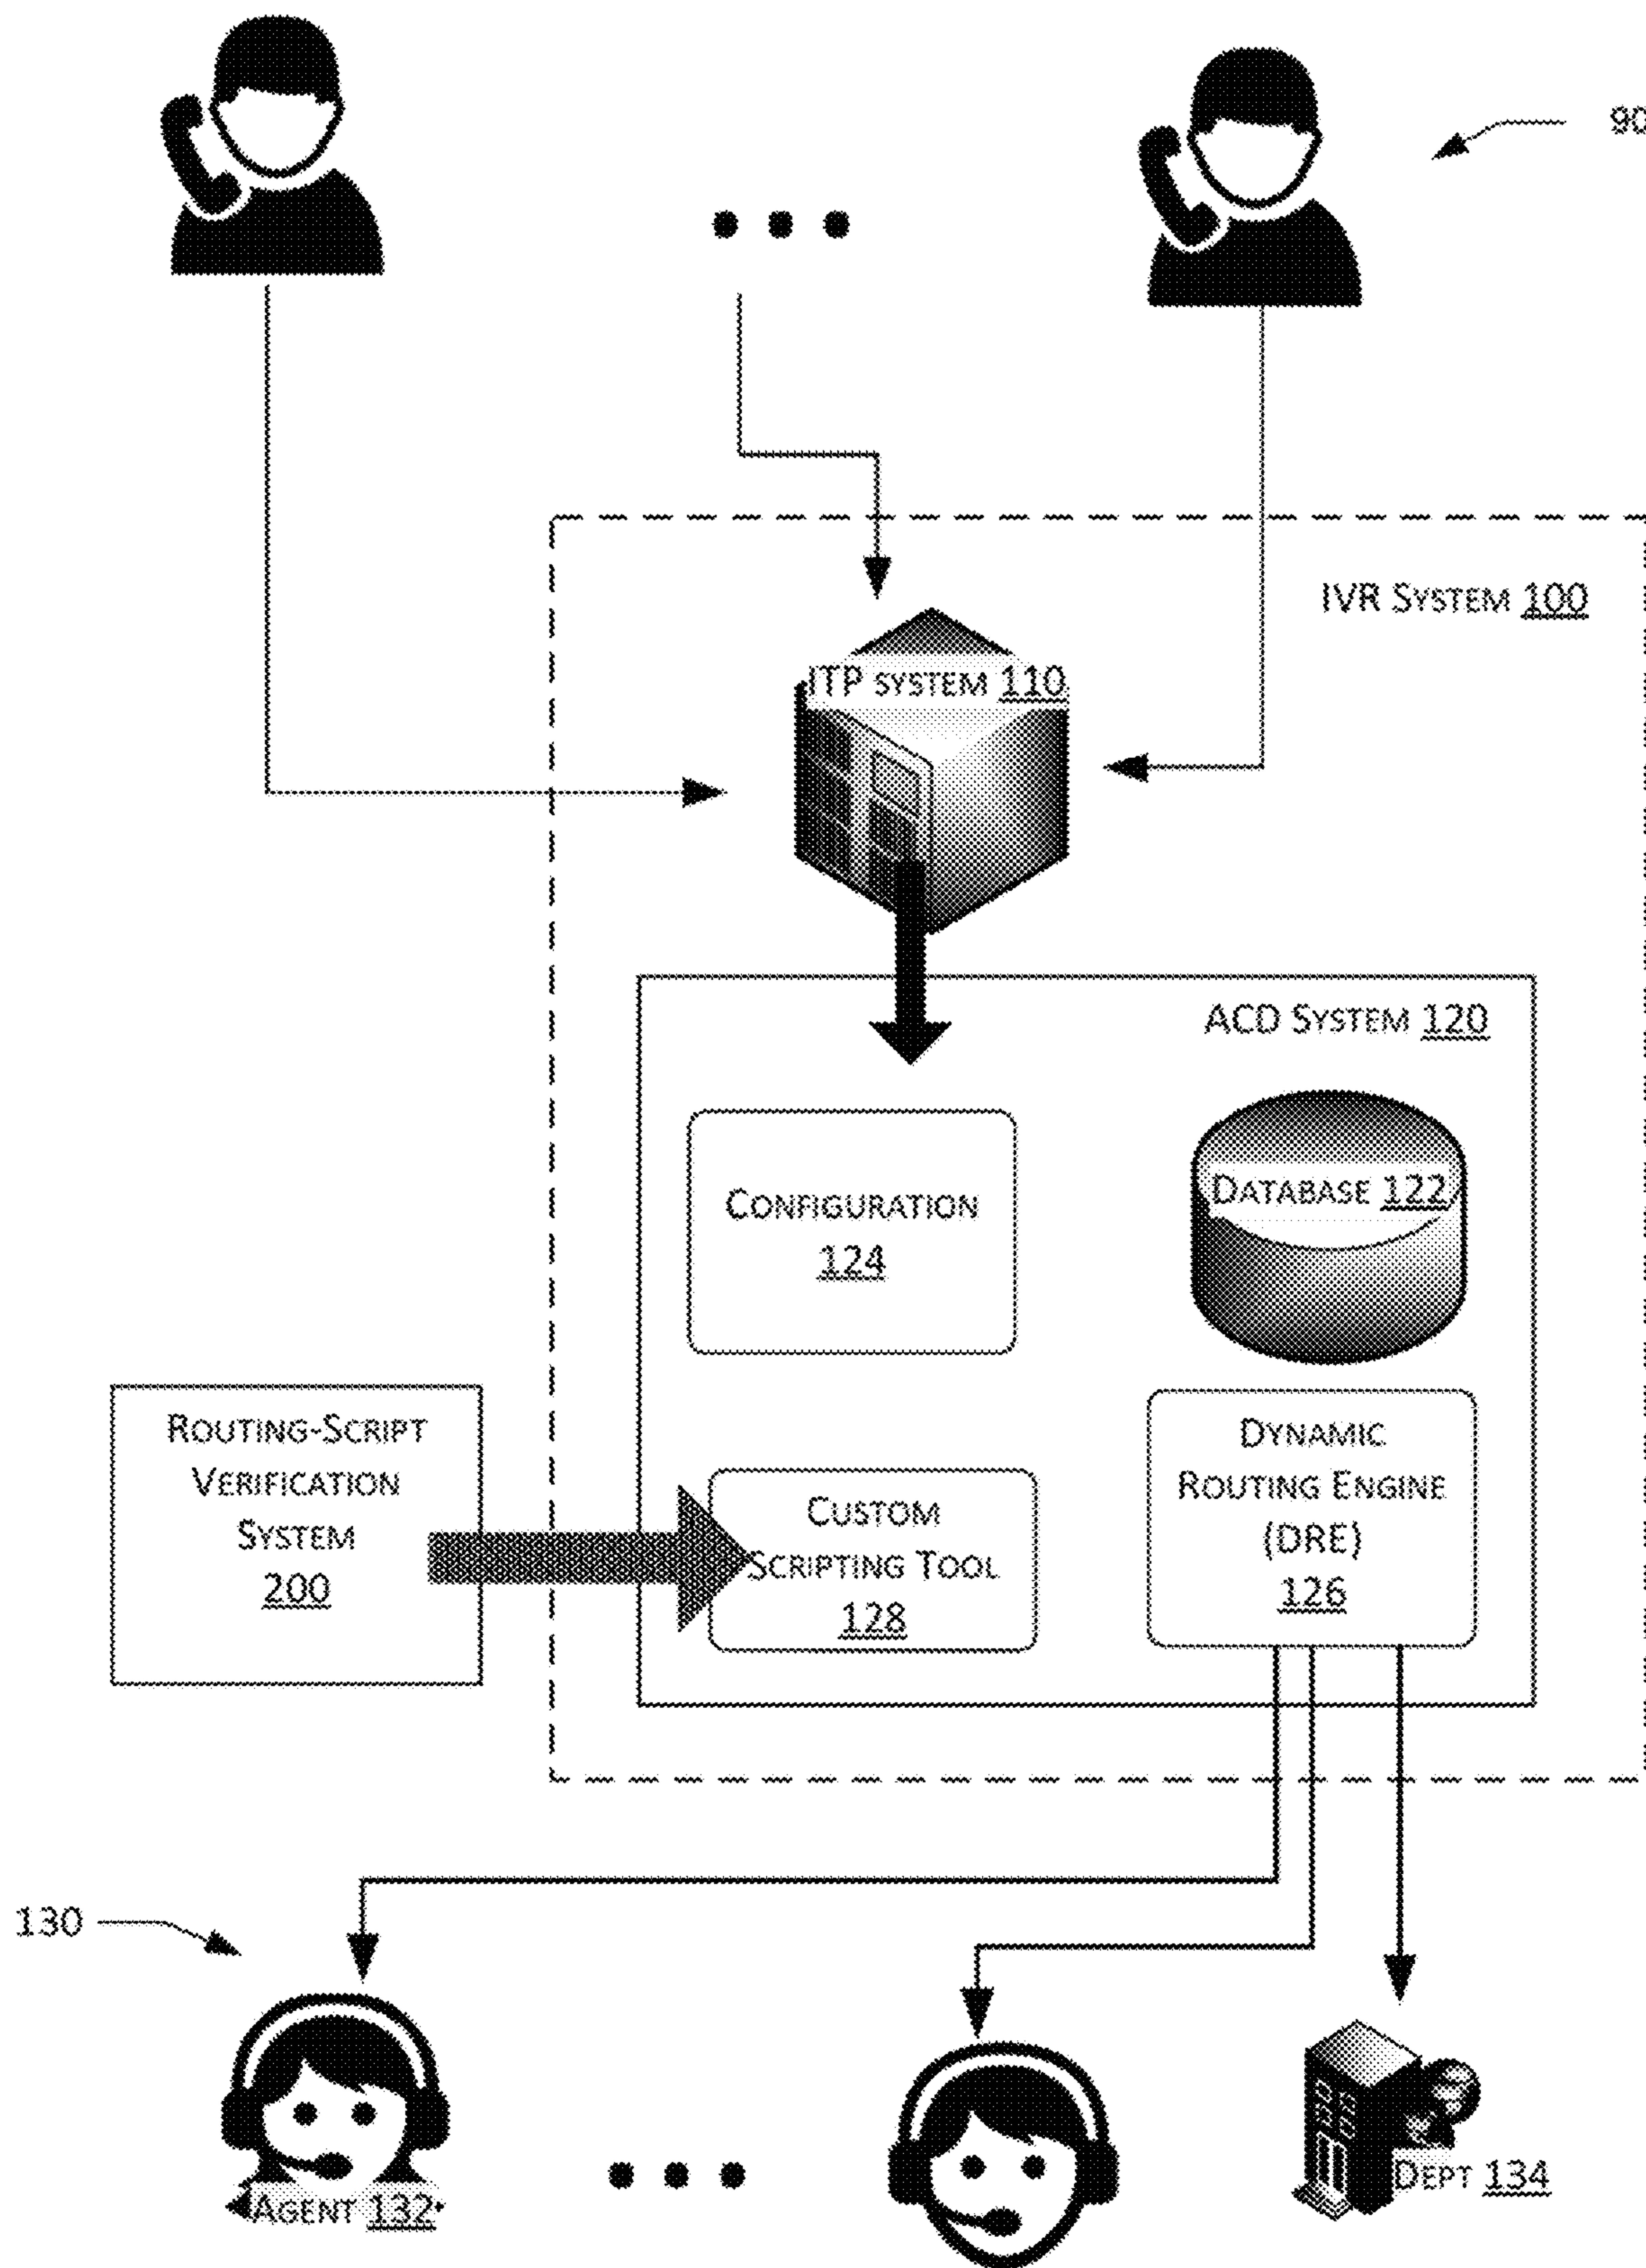 90
IVR SYSTEM 100
ITP SYSTEM 110
ACD SYSTEM 120
CONFIGURATION
124
DATABASE 122
ROUTING-SCRIPT
VERIFICATION
SYSTEM
200
CUSTOM
SCRIPTING TOOL
128
DYNAMIC
ROUTING ENGINE
(DRE)
126
130
AGENT 132
DEPT 134